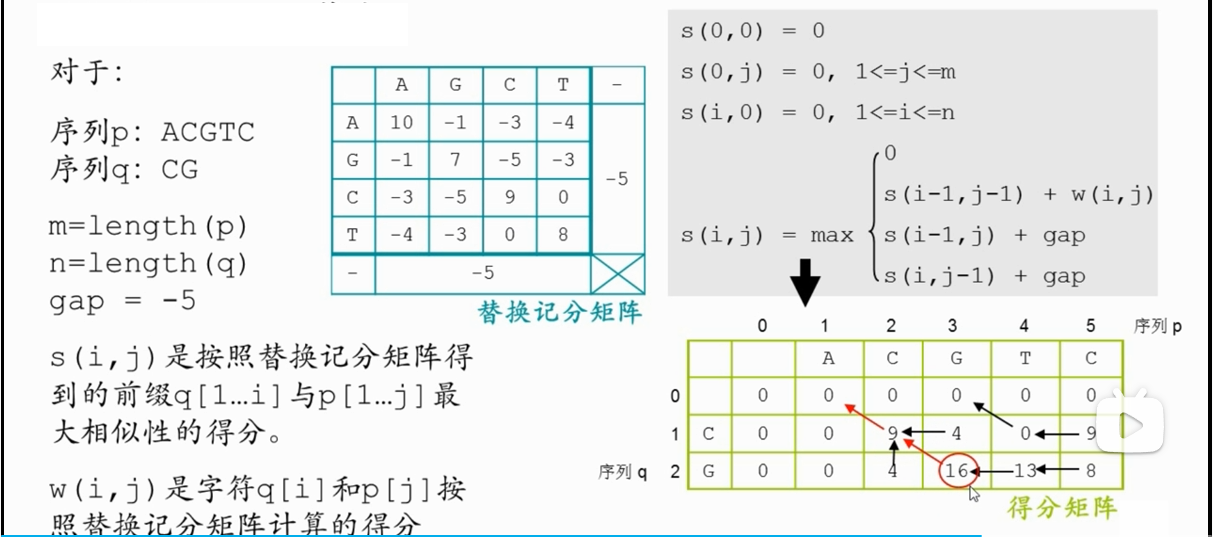 对于:
序列p: ACGTC
序列q: CG
m=length(p)
n=length(q)
gap = -5
s(i,j)是按照替换记分矩阵得
到的前缀q[1…i]与p[1…j]最
大相似性的得分。
w(i,j)是字符q[i]和p[j]按
照替换记分矩阵计算的得分
A G C T -
A 10 -1 -3 -4
G -1 7 -5 -3
-5
C -3 -5 9 0
T -4 -3 0 8
- -5
替换记分矩阵
s(0,0) = 0
s(0,j) = 0, 1<=j<=m
s(i,0) = 0, 1<=i<=n
0
s(i-1,j-1) + w(i,j)
s(i,j) = max s(i-1,j) + gap
s(i,j-1) + gap
0 1 2 3 4 5 序列 p
A C G T C
0 0 0 0 0 0 0
1 C 0 0 9 4 0 9
序列 q 2 G 0 0 4 16 13 8
得分矩阵